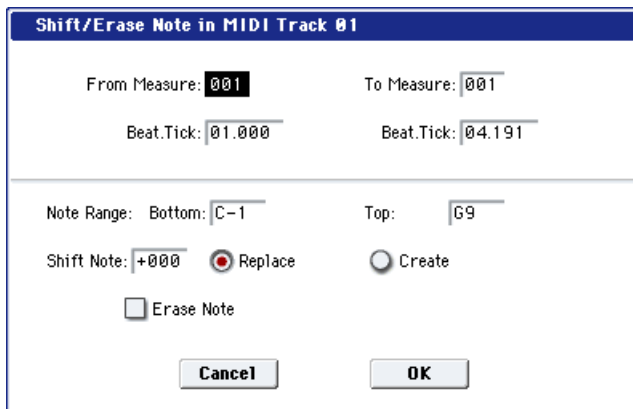 Shift/Erase Note in MIDI Track 01
From Measure: 001 To Measure: 001
Beat.Tick: 01.000 Beat.Tick: 04.191
Note Range: Bottom: C-1 Top: G9
Shift Note: +000 Replace Create
Erase Note
Cancel OK